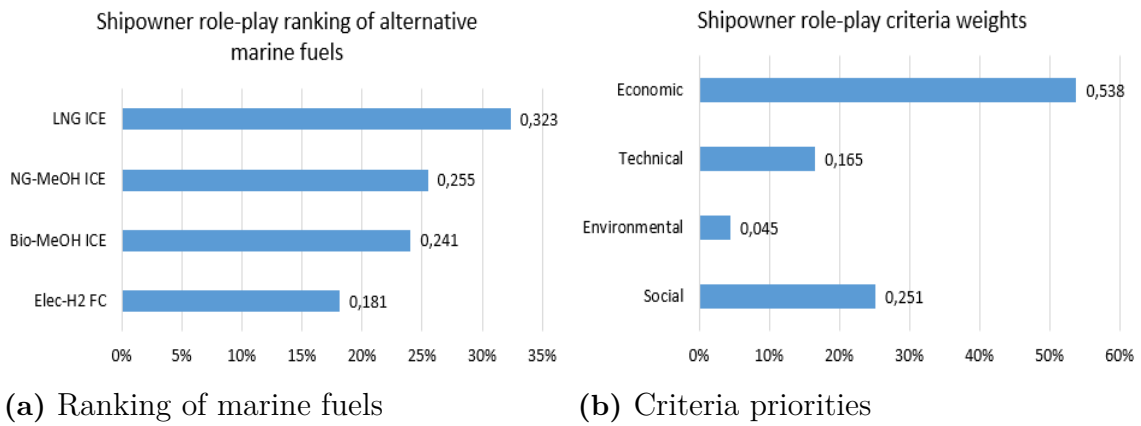 Shipowner role-play ranking of alternative
marine fuels
LNG ICE
0,323
NG-MeOH ICE
0,255
Bio-MeOH ICE
0,241
Elec-H2 FC
0,181
0% 5% 10% 15% 20% 25% 30% 35%
(a) Ranking of marine fuels
Shipowner role-play criteria weights
Economic
0,538
Technical
0,165
Environmental
0,045
Social
0,251
0% 10% 20% 30% 40% 50% 60%
(b) Criteria priorities